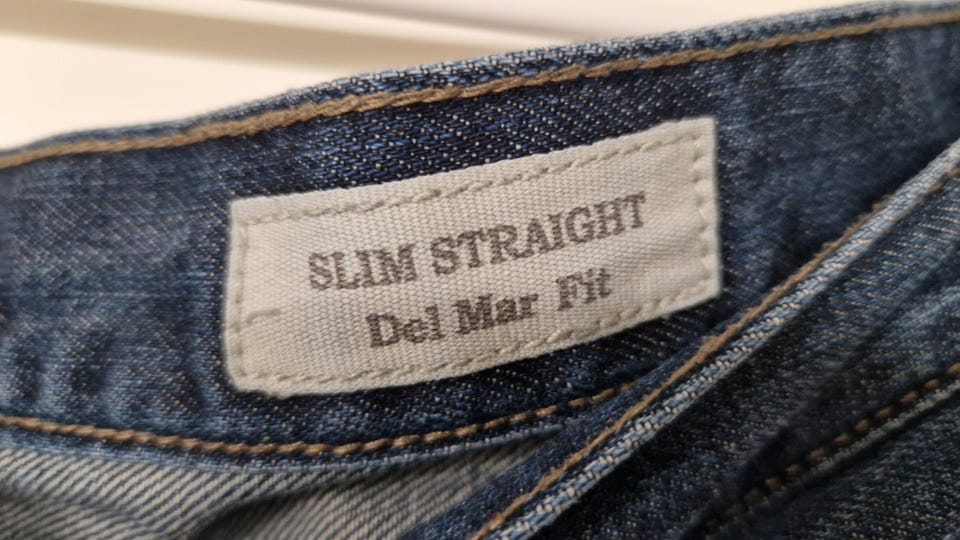 SLIM STRAIGHT
Del Mar Fit